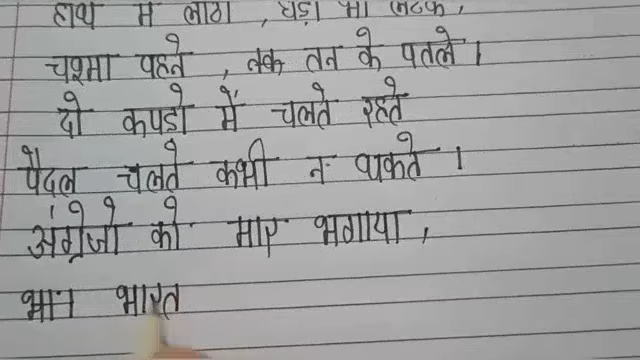 हाथ में लाठी, घड़ी भी लटके,
चश्मा पहने, नेक तन के पतले।
दो कपडो में चलते रहते
पैदल चलते कभी न थकते।
अंग्रेजो को मार भगाया,
मान भारत